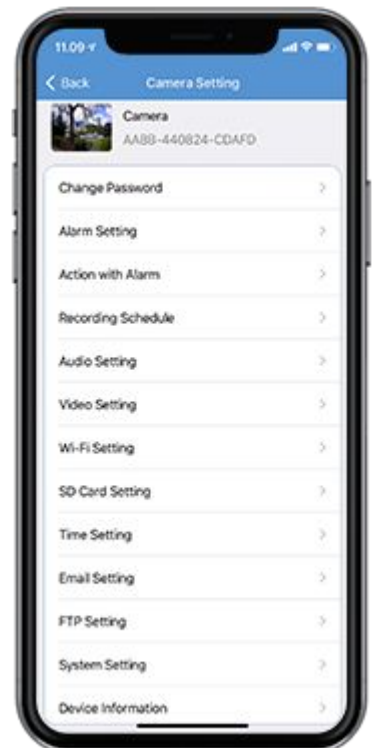 11.09
Back
Camera Setting
Camera
AABB-440824-CDAFD
Change Password
Alarm Setting
Action with Alarm
Recording Schedule
Audio Setting
Video Setting
Wi-Fi Setting
SD Card Setting
Time Setting
Email Setting
FTP Setting
System Setting
Device Information